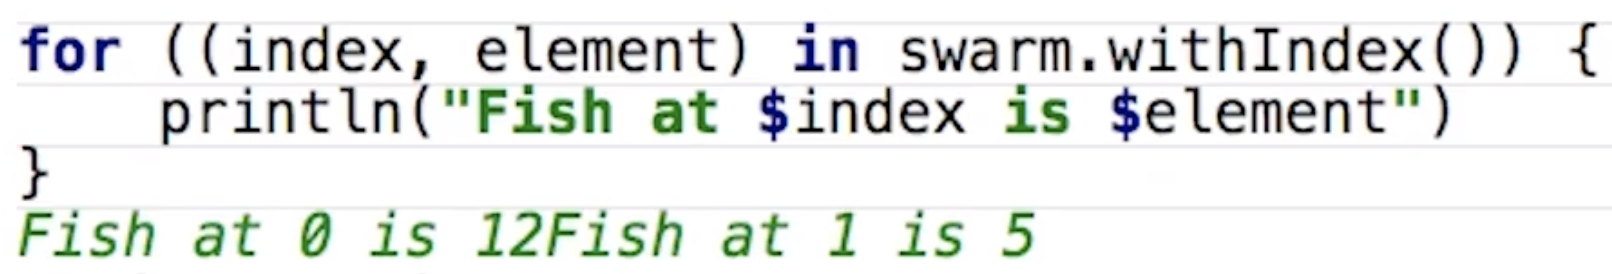 for ((index, element) in swarm.withIndex()) {
    println("Fish at $index is $element")
}
Fish at 0 is 12Fish at 1 is 5